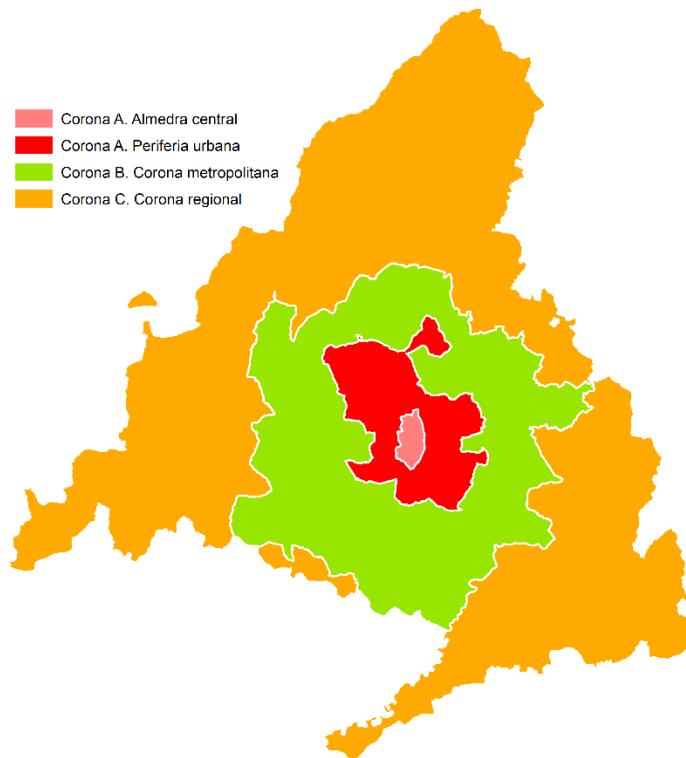 Corona A. Almedra central
Corona A. Periferia urbana
Corona B. Corona metropolitana
Corona C. Corona regional